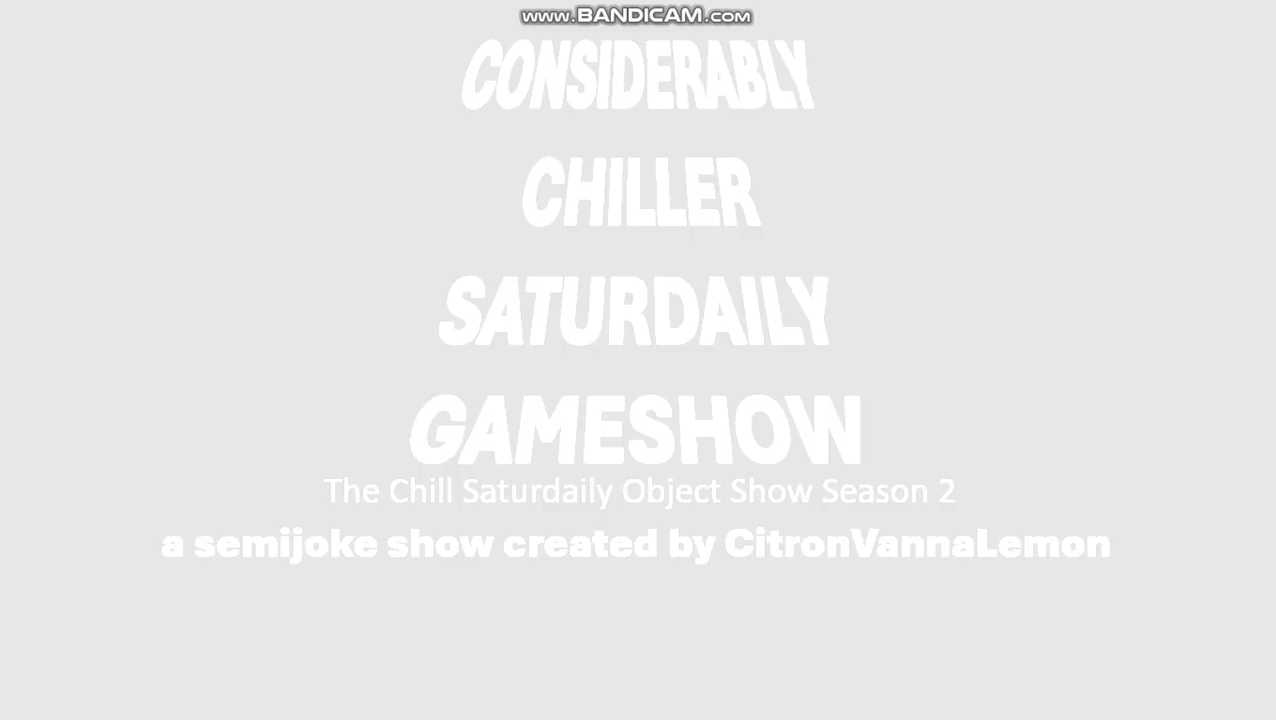 www.BANDICAM.com
CONSIDERABLY
CHILLER
SATURDAILY
GAMESHOW
The Chill Saturdaily Object Show Season 2
a semijoke show created by CitronVannaLemon